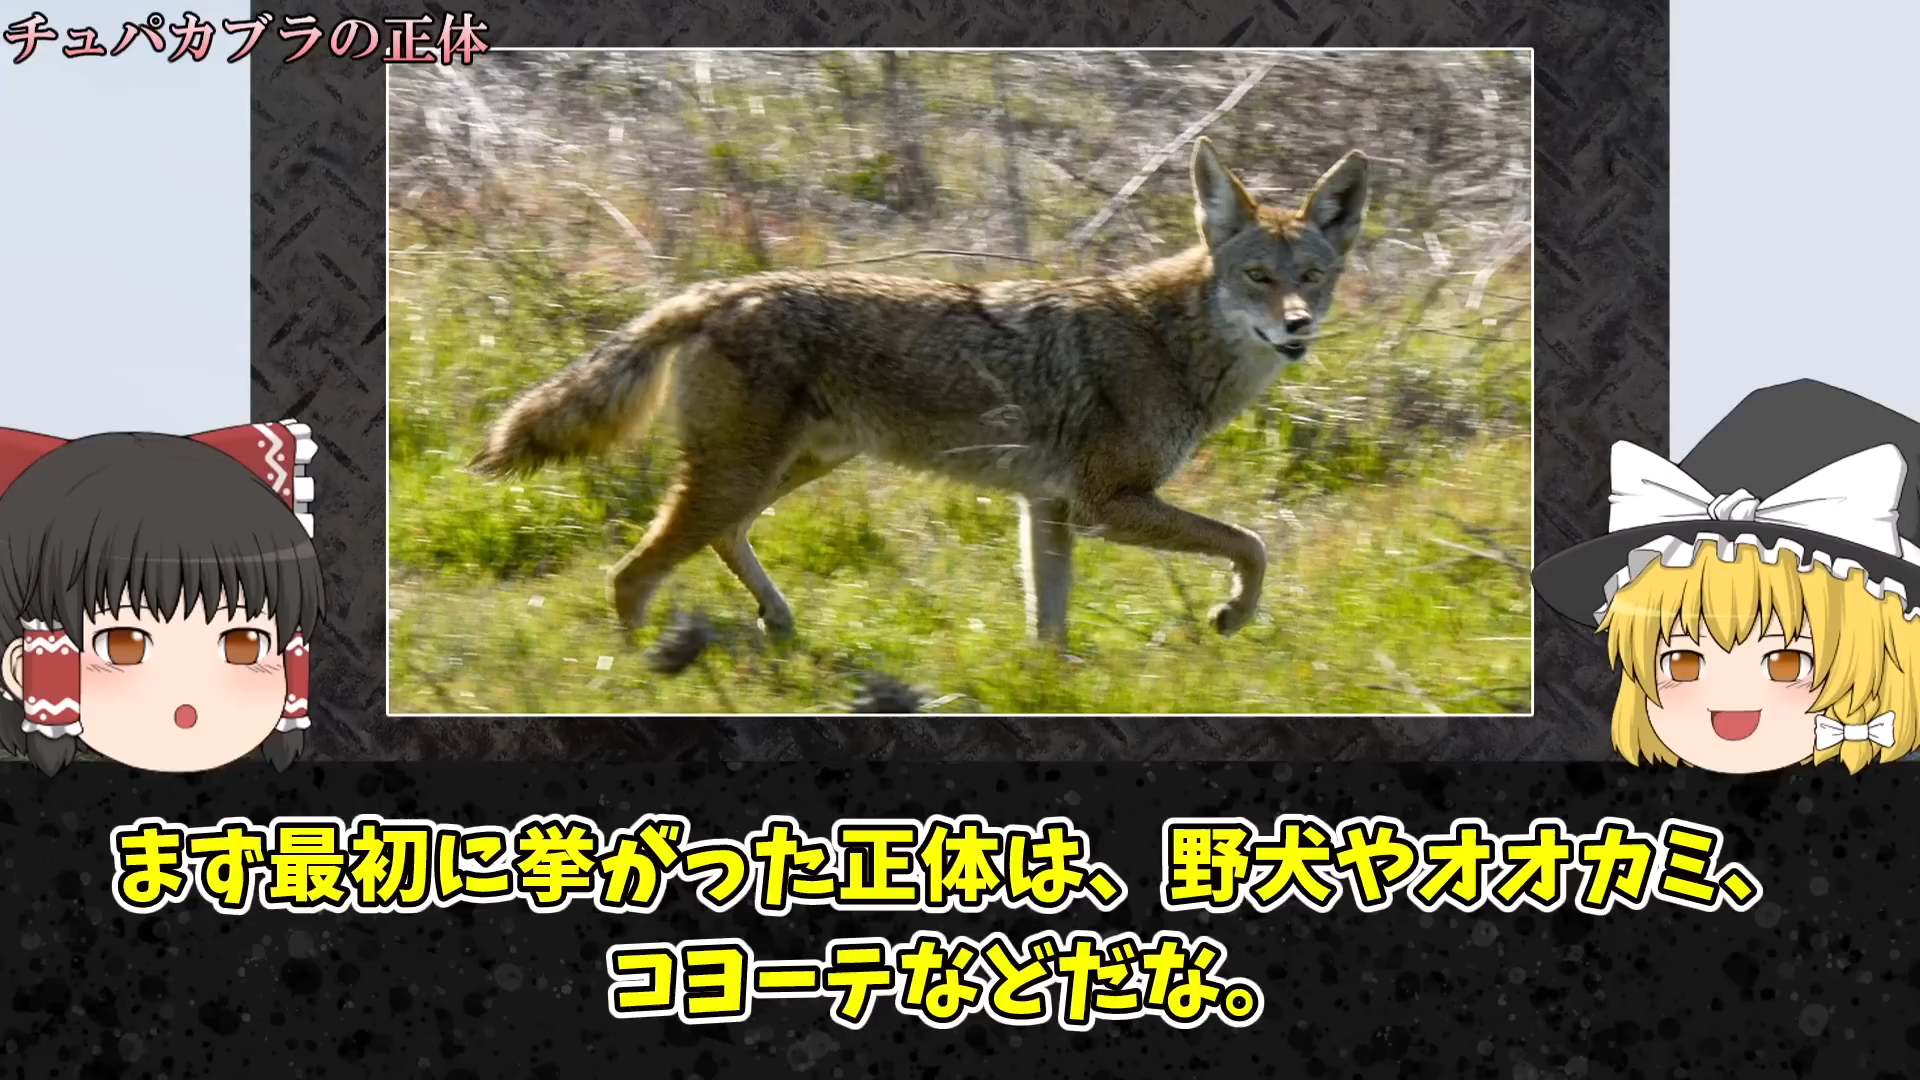 チュパカブラの正体
まず最初に挙がった正体は、野犬やオオカミ、
コヨーテなどだな。